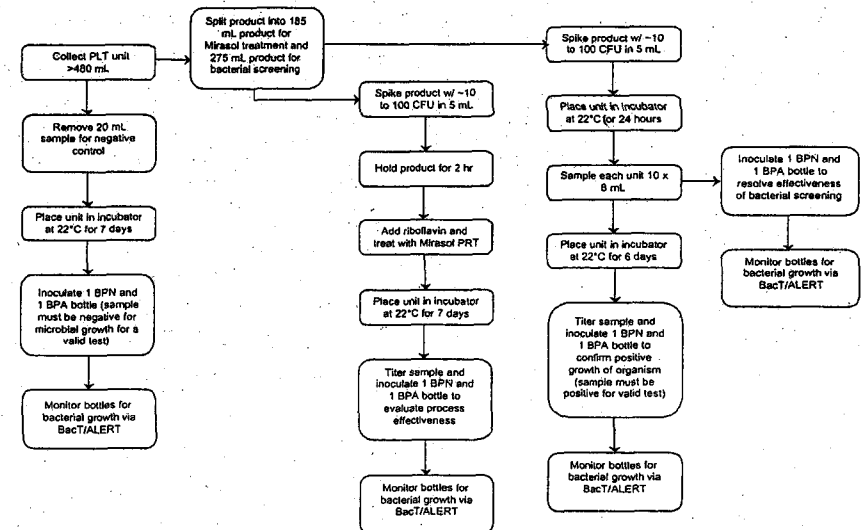 Collect PLT unit
>480 mL
Remove 20 mL
sample for negative
control
Place unit in incubator
at 22°C for 7 days
Inoculate 1 BPN and
1 BPA bottle (sample
must be negative for
microbial growth for a
valid test)
Monitor bottles for
bacterial growth via
BacT/ALERT
Split product into 185
mL product for
Mirasol treatment and
275 mL product for
bacterial screening
Spike product w/ ~10
to 100 CFU in 5 mL
Hold product for 2 hr
Add riboflavin and
treat with Mirasol PRT
Place unit in incubator
at 22°C for 7 days
Titer sample and
inoculate 1 BPN and
1 BPA bottle to
evaluate process
effectiveness
Monitor bottles for
bacterial growth via
BacT/ALERT
Spike product w/ ~10
to 100 CFU in 5 mL
Place unit in incubator
at 22°C for 24 hours
Sample each unit 10 x
8 mL
Place unit in incubator
at 22°C for 6 days
Titer sample and
inoculate 1 BPN and
1 BPA bottle to
confirm positive
growth of organism
(sample must be
positive for valid test)
Monitor bottles for
bacterial growth via
BacT/ALERT
Inoculate 1 BPN and
1 BPA bottle to
resolve effectiveness
of bacterial screening
Monitor bottles for
bacterial growth via
BacT/ALERT